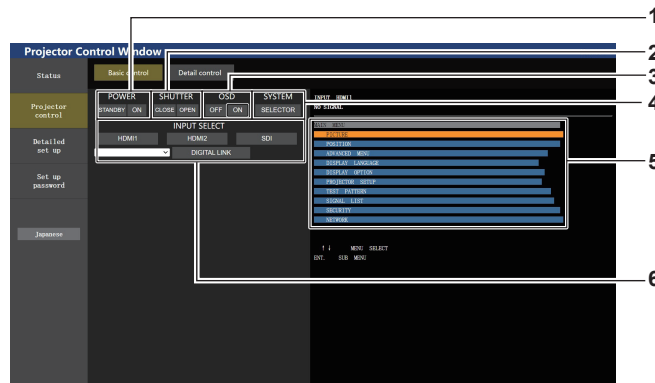 1
Projector Control Window
2
Status
Basic control
Detail control
3
POWER
SHUTTER
OSD
SYSTEM
STANDBY
ON
CLOSE
OPEN
OFF
ON
SELECTOR
4
INPUT HDMI1
NO SIGNAL
Projector
control
INPUT SELECT
HDMI1
HDMI2
SDI
DIGITAL LINK
MAIN MENU
PICTURE
POSITION
ADVANCED MENU
DISPLAY LANGUAGE
DISPLAY OPTION
PROJECTOR SETUP
TEST PATTERN
SIGNAL LIST
SECURITY
NETWORK
5
Detailed
set up
Set up
password
Japanese
↑↓ MENU SELECT
ENT. SUB MENU
6